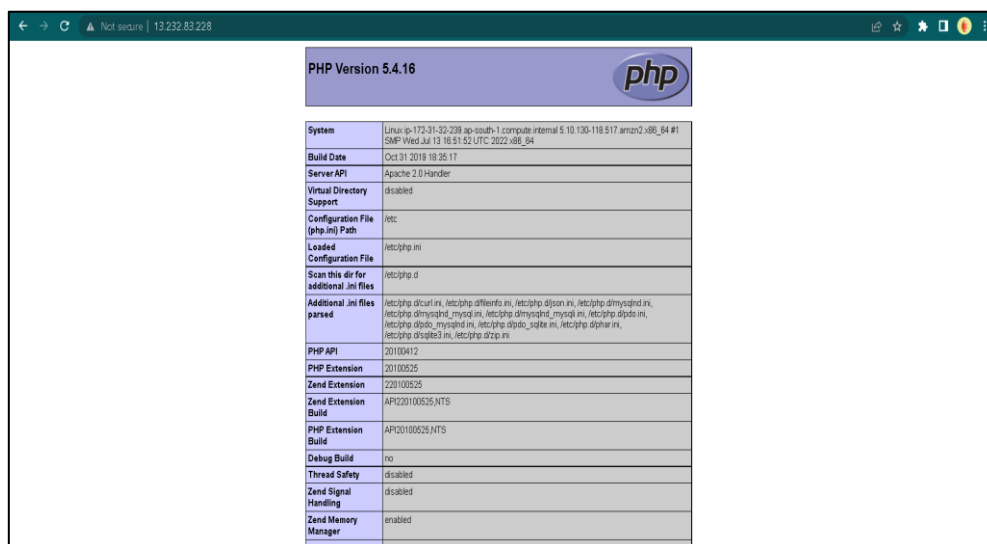 Not secure | 13.232.83.228
PHP Version 5.4.16
php
System
Linux ip-172-31-32-239.ap-south-1.compute.internal 5.10.130-118.517.amzn2.x86_64 #1
SMP Wed Jul 13 16:51:52 UTC 2022 x86_64
Build Date
Oct 31 2019 18:35:17
Server API
Apache 2.0 Handler
Virtual Directory
Support
disabled
Configuration File
(php.ini) Path
/etc
Loaded
Configuration File
/etc/php.ini
Scan this dir for
additional .ini files
/etc/php.d
Additional .ini files
parsed
/etc/php.d/curl.ini, /etc/php.d/fileinfo.ini, /etc/php.d/json.ini, /etc/php.d/mysqlnd.ini,
/etc/php.d/mysqlnd_mysql.ini, /etc/php.d/mysqlnd_mysqli.ini, /etc/php.d/pdo.ini,
/etc/php.d/pdo_mysqlnd.ini, /etc/php.d/pdo_sqlite.ini, /etc/php.d/phar.ini,
/etc/php.d/sqlite3.ini, /etc/php.d/zip.ini
PHP API
20100412
PHP Extension
20100525
Zend Extension
220100525
Zend Extension
Build
API220100525,NTS
PHP Extension
Build
API20100525,NTS
Debug Build
no
Thread Safety
disabled
Zend Signal
Handling
disabled
Zend Memory
Manager
enabled